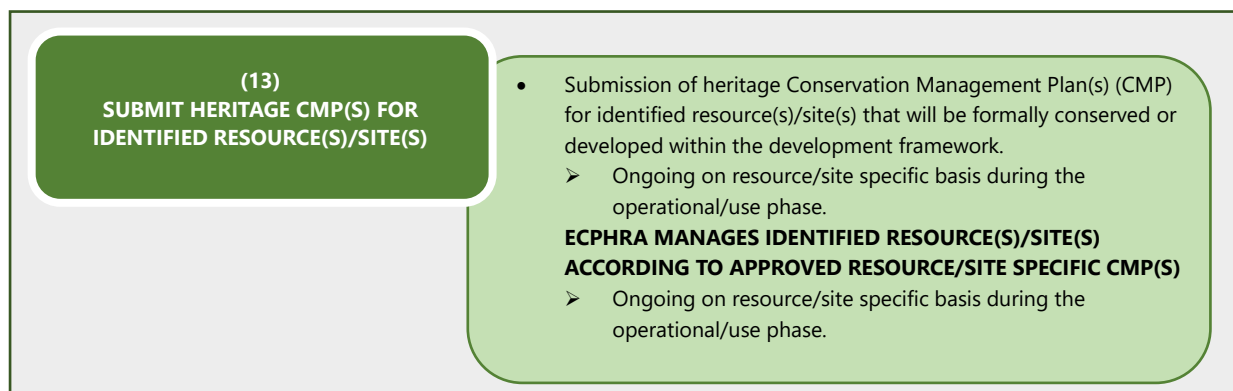 (13)
SUBMIT HERITAGE CMP(S) FOR
IDENTIFIED RESOURCE(S)/SITE(S)
• Submission of heritage Conservation Management Plan(s) (CMP)
for identified resource(s)/site(s) that will be formally conserved or
developed within the development framework.
➢ Ongoing on resource/site specific basis during the
operational/use phase.
ECPHRA MANAGES IDENTIFIED RESOURCE(S)/SITE(S)
ACCORDING TO APPROVED RESOURCE/SITE SPECIFIC CMP(S)
➢ Ongoing on resource/site specific basis during the
operational/use phase.